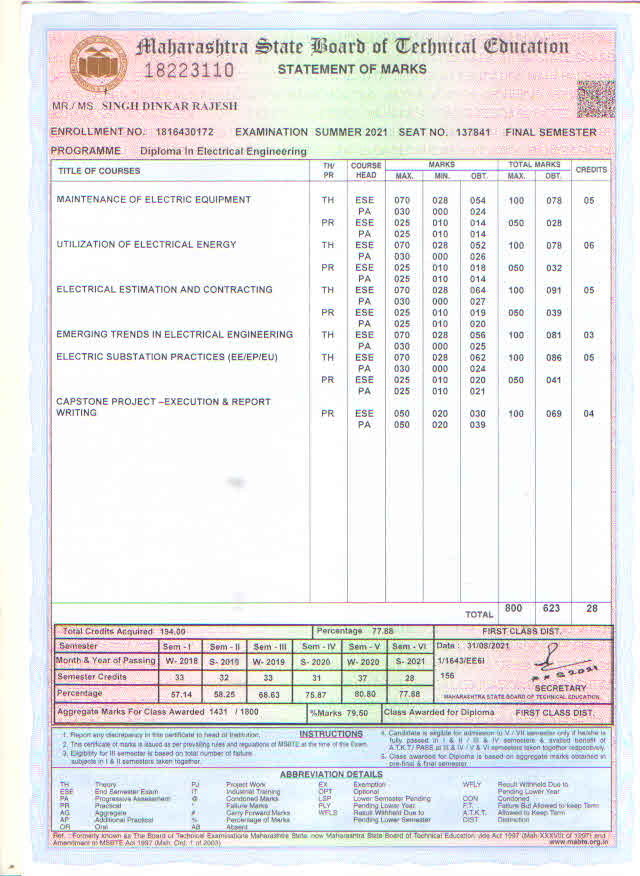 Maharashtra State Board of Technical Education
18223110 STATEMENT OF MARKS
MR./ MS. SINGH DINKAR RAJESH
ENROLLMENT NO. 1816430172 EXAMINATION SUMMER 2021 SEAT NO. 137841 FINAL SEMESTER
PROGRAMME Diploma In Electrical Engineering
TITLE OF COURSES TH/ PR COURSE HEAD MARKS TOTAL MARKS CREDITS
MAX. MIN. OBT. MAX. OBT.
MAINTENANCE OF ELECTRIC EQUIPMENT TH ESE 070 028 054 100 078 05
PA 030 000 024
PR ESE 025 010 014 050 028
PA 025 010 014
UTILIZATION OF ELECTRICAL ENERGY TH ESE 070 028 052 100 078 06
PA 030 000 026
PR ESE 025 010 018 050 032
PA 025 010 014
ELECTRICAL ESTIMATION AND CONTRACTING TH ESE 070 028 064 100 091 05
PA 030 000 027
PR ESE 025 010 019 050 039
PA 025 010 020
EMERGING TRENDS IN ELECTRICAL ENGINEERING TH ESE 070 028 056 100 081 03
PA 030 000 025
ELECTRIC SUBSTATION PRACTICES (EE/EP/EU) TH ESE 070 028 062 100 086 05
PA 030 000 024
PR ESE 025 010 020 050 041
PA 025 010 021
CAPSTONE PROJECT –EXECUTION & REPORT
WRITING PR ESE 050 020 030 100 069 04
PA 050 020 039
TOTAL 800 623 28
Total Credits Acquired 194.00 Percentage 77.88 FIRST CLASS DIST.
Semester Sem - I Sem - II Sem - III Sem - IV Sem - V Sem - VI Date : 31/08/2021
Month & Year of Passing W- 2018 S- 2019 W- 2019 S- 2020 W- 2020 S- 2021 1/1643/EE6I
Semester Credits 33 32 33 31 37 28 156
SECRETARY
Percentage 57.14 58.25 68.63 75.87 80.80 77.88 MAHARASHTRA STATE BOARD OF TECHNICAL EDUCATION.
Aggregate Marks For Class Awarded 1431 / 1800 %Marks 79.50 Class Awarded for Diploma FIRST CLASS DIST.
INSTRUCTIONS
1. Report any discrepancy in this certificate to head of Institution.
2. This certificate of marks is issued as per prevailing rules and regulations of MSBTE at the time of this Exam.
3. Eligibility for III semester is based on total number of failure
subjects in I & II semesters taken together.
4. Candidate is eligible for admission to V / VII semester only if he/she is
fully passed in I & II / III & IV semesters & availed benefit of
A.T.K.T./ PASS at III & IV / V & VI semesters taken together respectively.
5. Class awarded for Diploma is based on aggregate marks obtained in
pre-final & final semester.
ABBREVIATION DETAILS
TH Theory PJ Project Work EX Exemption WFLY Result Withheld Due to
ESE End Semester Exam IT Industrial Training OPT Optional Pending Lower Year
PA Progressive Assessment @ Condoned Marks LSP Lower Semester Pending CON Condoned
PR Practical * Failure Marks PLY Pending Lower Year. F.T. Failure But Allowed to keep Term
AG Aggregate # Carry Forward Marks WFLS Result Withheld Due to A.T.K.T. Allowed to Keep Term
AP Additional Practical % Percentage of Marks Pending Lower Semester DIST. Distinction
OR Oral AB Absent
Ref. : Formerly known as The Board of Technical Examinations Maharashtra State, now Maharashtra State Board of Technical Education vide Act 1997 (Mah.XXXVIII of 1997) and
Amendment in MSBTE Act 1997 (Mah. Ord. 1 of 2003) www.msbte.org.in